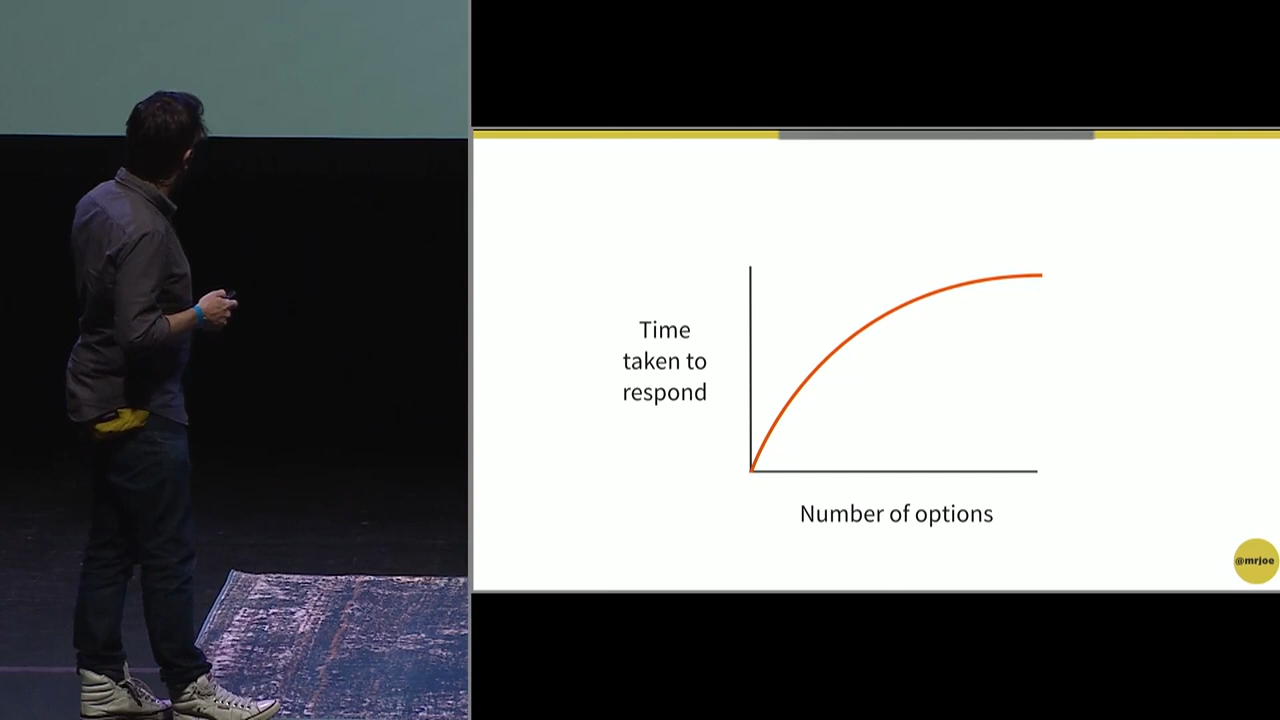 Time
taken to
respond
Number of options
@mrjoe